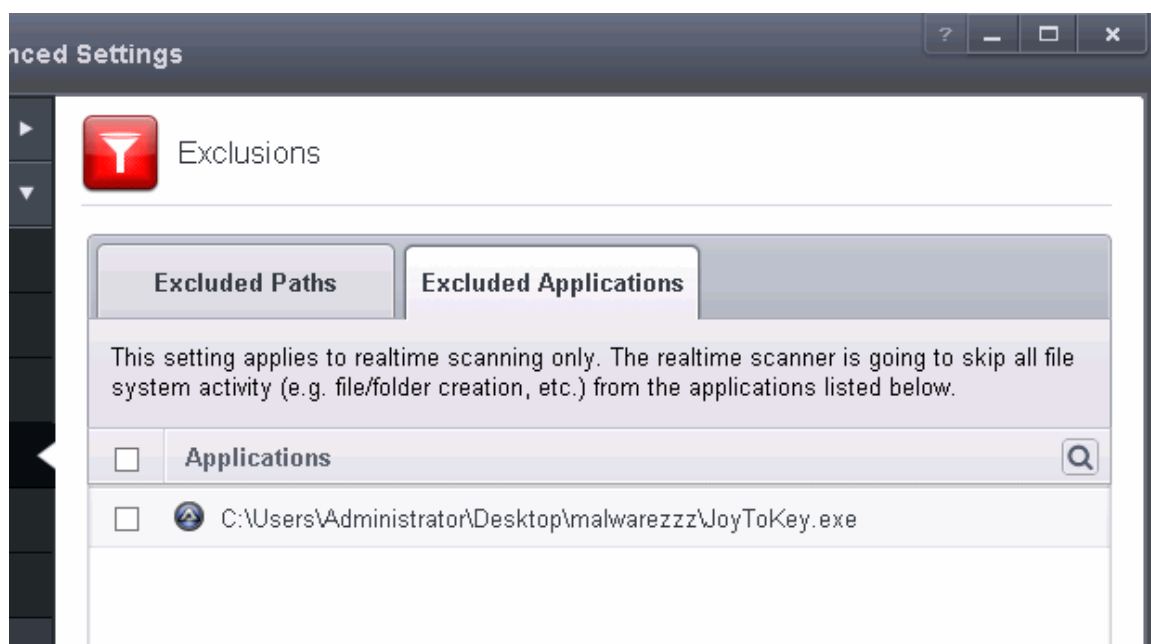 nced Settings
?
Exclusions
Excluded Paths
Excluded Applications
This setting applies to realtime scanning only. The realtime scanner is going to skip all file
system activity (e.g. file/folder creation, etc.) from the applications listed below.
Applications
C:\Users\Administrator\Desktop\malwarezzz\JoyToKey.exe